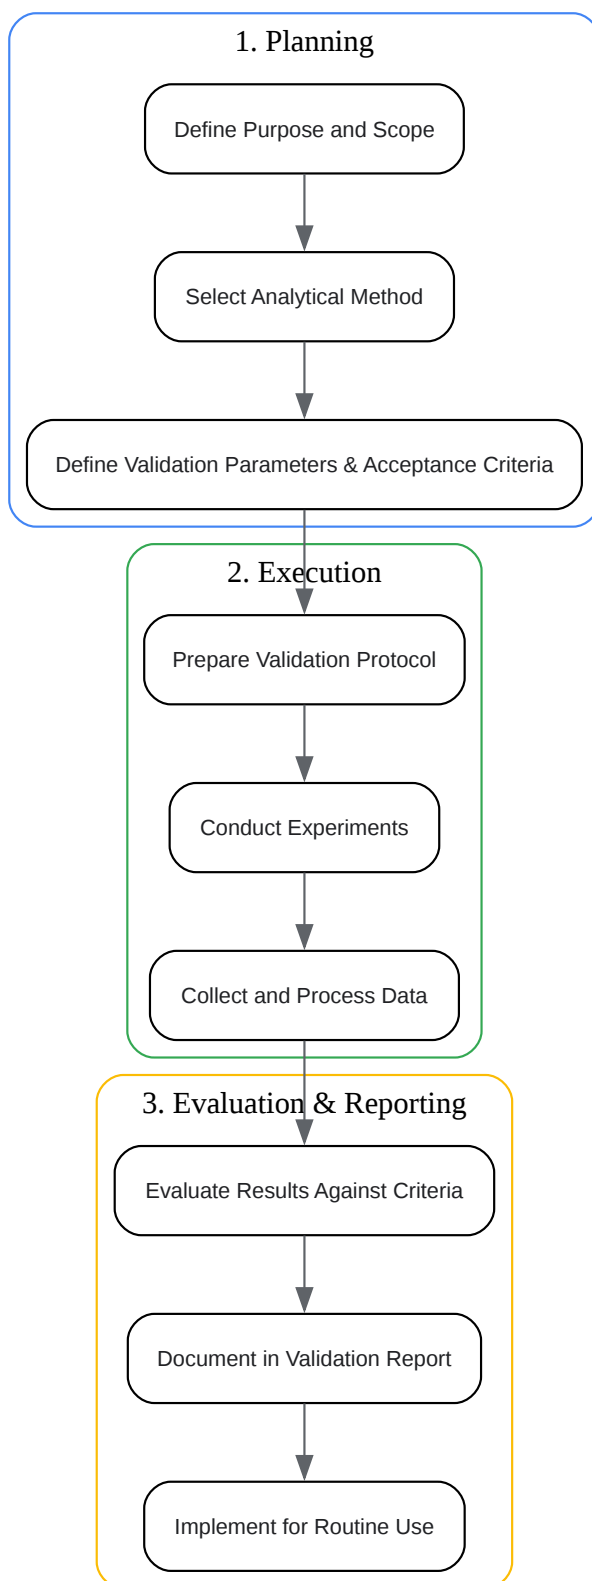 1. Planning
Define Purpose and Scope
Select Analytical Method
Define Validation Parameters & Acceptance Criteria
2. Execution
Prepare Validation Protocol
Conduct Experiments
Collect and Process Data
3. Evaluation & Reporting
Evaluate Results Against Criteria
Document in Validation Report
Implement for Routine Use